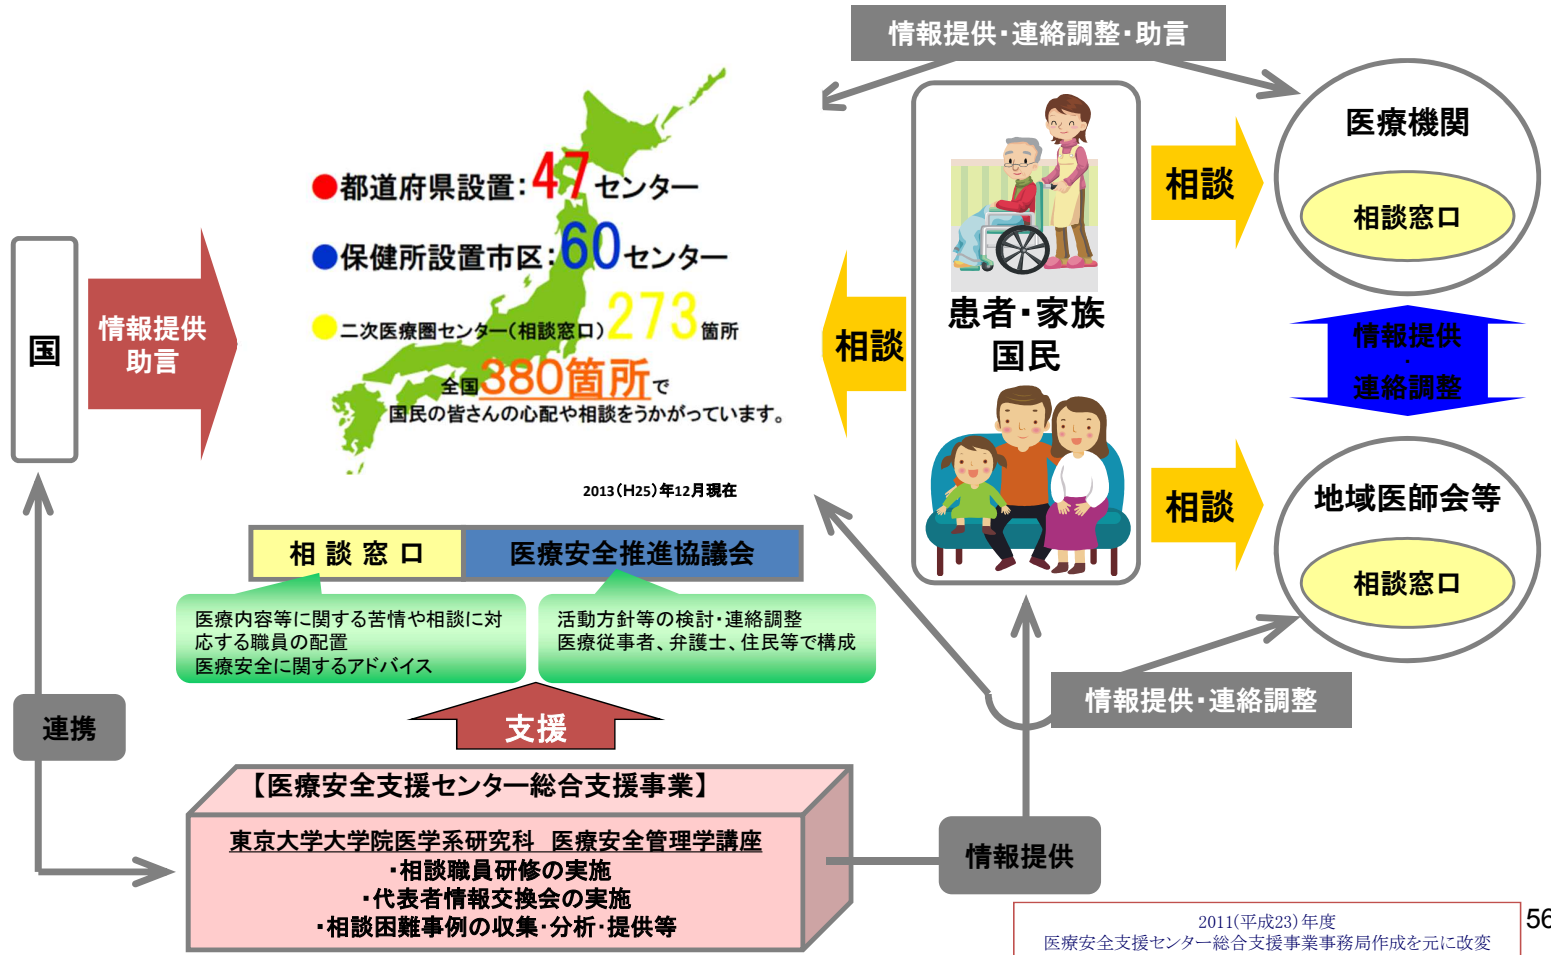 情報提供・連絡調整・助言
医療機関
相談窓口
●都道府県設置：47センター
●保健所設置市区：60センター
●二次医療圏センター（相談窓口）273箇所
全国380箇所で
国民の皆さんの心配や相談をうかがっています。
2013（H25）年12月現在
国
情報提供
助言
相談
患者・家族
国民
相談
相談
情報提供
・
連絡調整
地域医師会等
相談窓口
相談窓口
医療安全推進協議会
医療内容等に関する苦情や相談に対
応する職員の配置
医療安全に関するアドバイス
活動方針等の検討・連絡調整
医療従事者、弁護士、住民等で構成
情報提供・連絡調整
連携
支援
【医療安全支援センター総合支援事業】
東京大学大学院医学系研究科　医療安全管理学講座
・相談職員研修の実施
・代表者情報交換会の実施
・相談困難事例の収集・分析・提供等
情報提供
2011(平成23)年度
医療安全支援センター総合支援事業事務局作成を元に改変
56